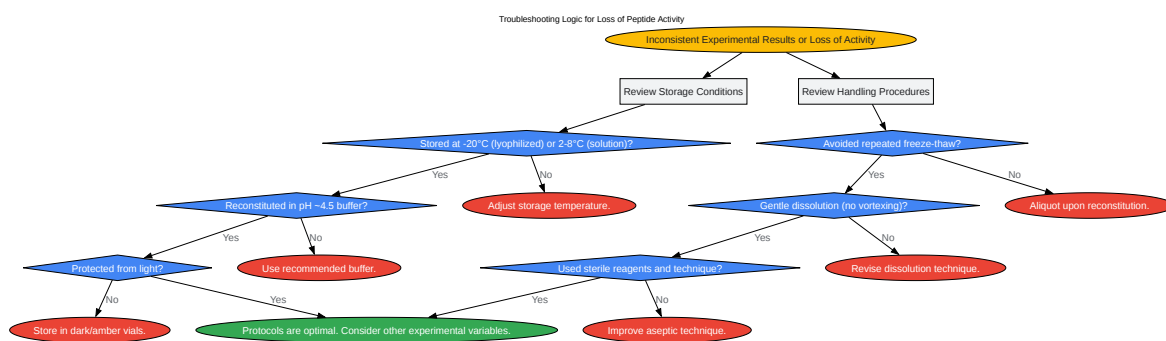 Troubleshooting Logic for Loss of Peptide Activity
Inconsistent Experimental Results or Loss of Activity
Review Storage Conditions
Review Handling Procedures
Stored at -20°C (lyophilized) or 2-8°C (solution)?
Avoided repeated freeze-thaw?
Yes
No
Yes
No
Reconstituted in pH ~4.5 buffer?
Adjust storage temperature.
Gentle dissolution (no vortexing)?
Aliquot upon reconstitution.
Yes
No
Yes
No
Protected from light?
Use recommended buffer.
Used sterile reagents and technique?
Revise dissolution technique.
No
Yes
Yes
No
Store in dark/amber vials.
Protocols are optimal. Consider other experimental variables.
Improve aseptic technique.